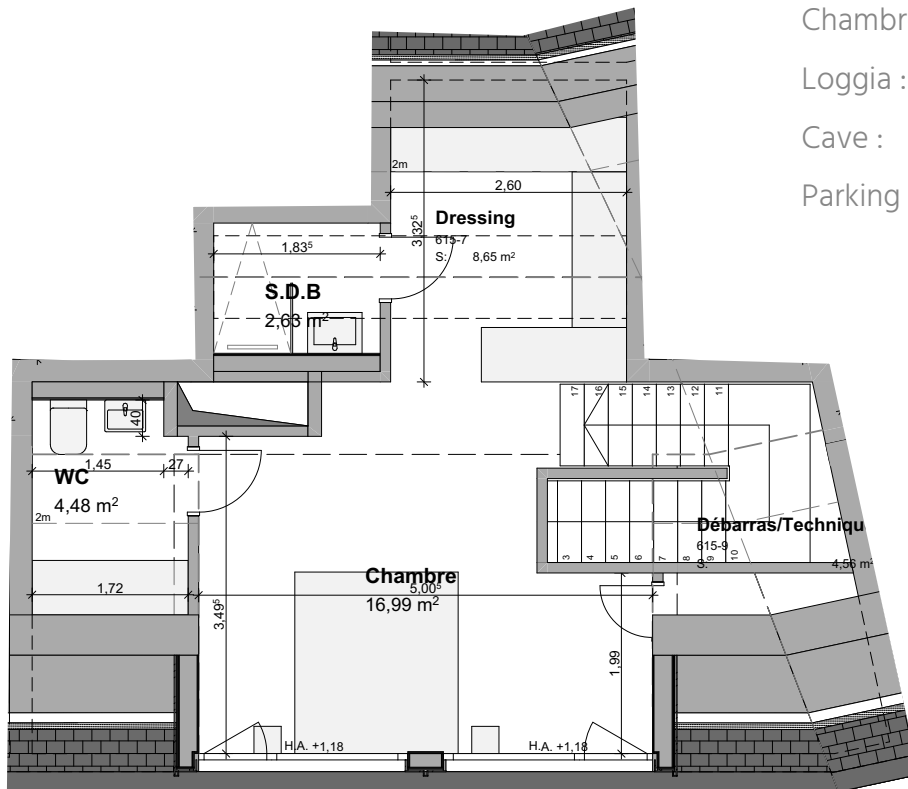 Chambr
Loggia :
Cave :
Parking
2m
2,60
3,32⁵
Dressing
615-7
S: 8,65 m²
1,83⁵
S.D.B
2,63 m²
17 16 15 14 13 12 11
40
1,45
27
WC
4,48 m²
2m
3 4 5 6 7 8 9 10
Débarras/Techniqu
615-9
S: 4,56 m²
Chambre
16,99 m²
5,00⁵
1,72
3,49⁵
1,99
H.A. +1,18
H.A. +1,18